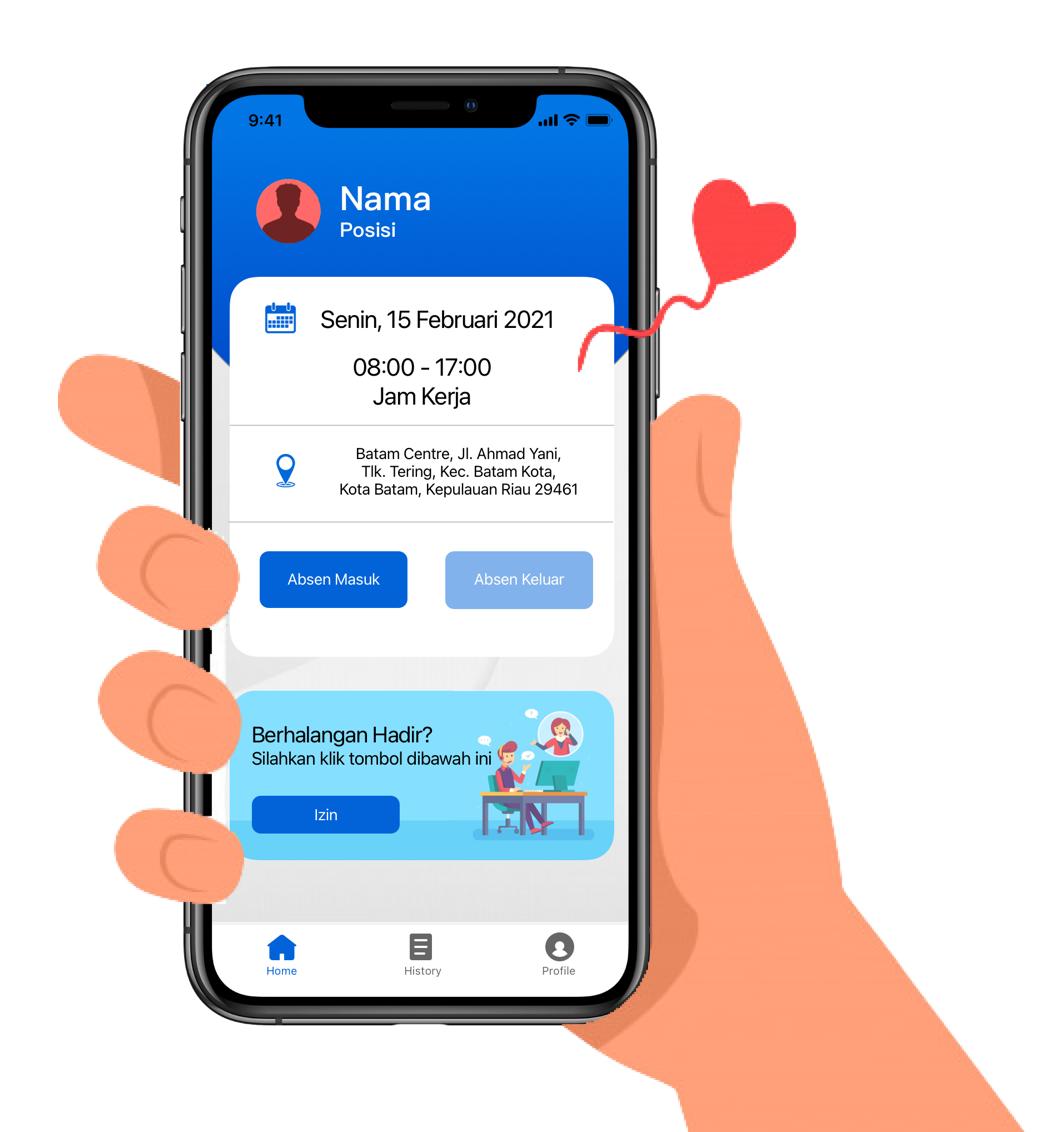 9:41
Nama
Posisi
Senin, 15 Februari 2021
08:00 - 17:00
Jam Kerja
Batam Centre, Jl. Ahmad Yani,
Tlk. Tering, Kec. Batam Kota,
Kota Batam, Kepulauan Riau 29461
Absen Masuk
Absen Keluar
Berhalangan Hadir?
Silahkan klik tombol dibawah ini
Izin
Home
History
Profile